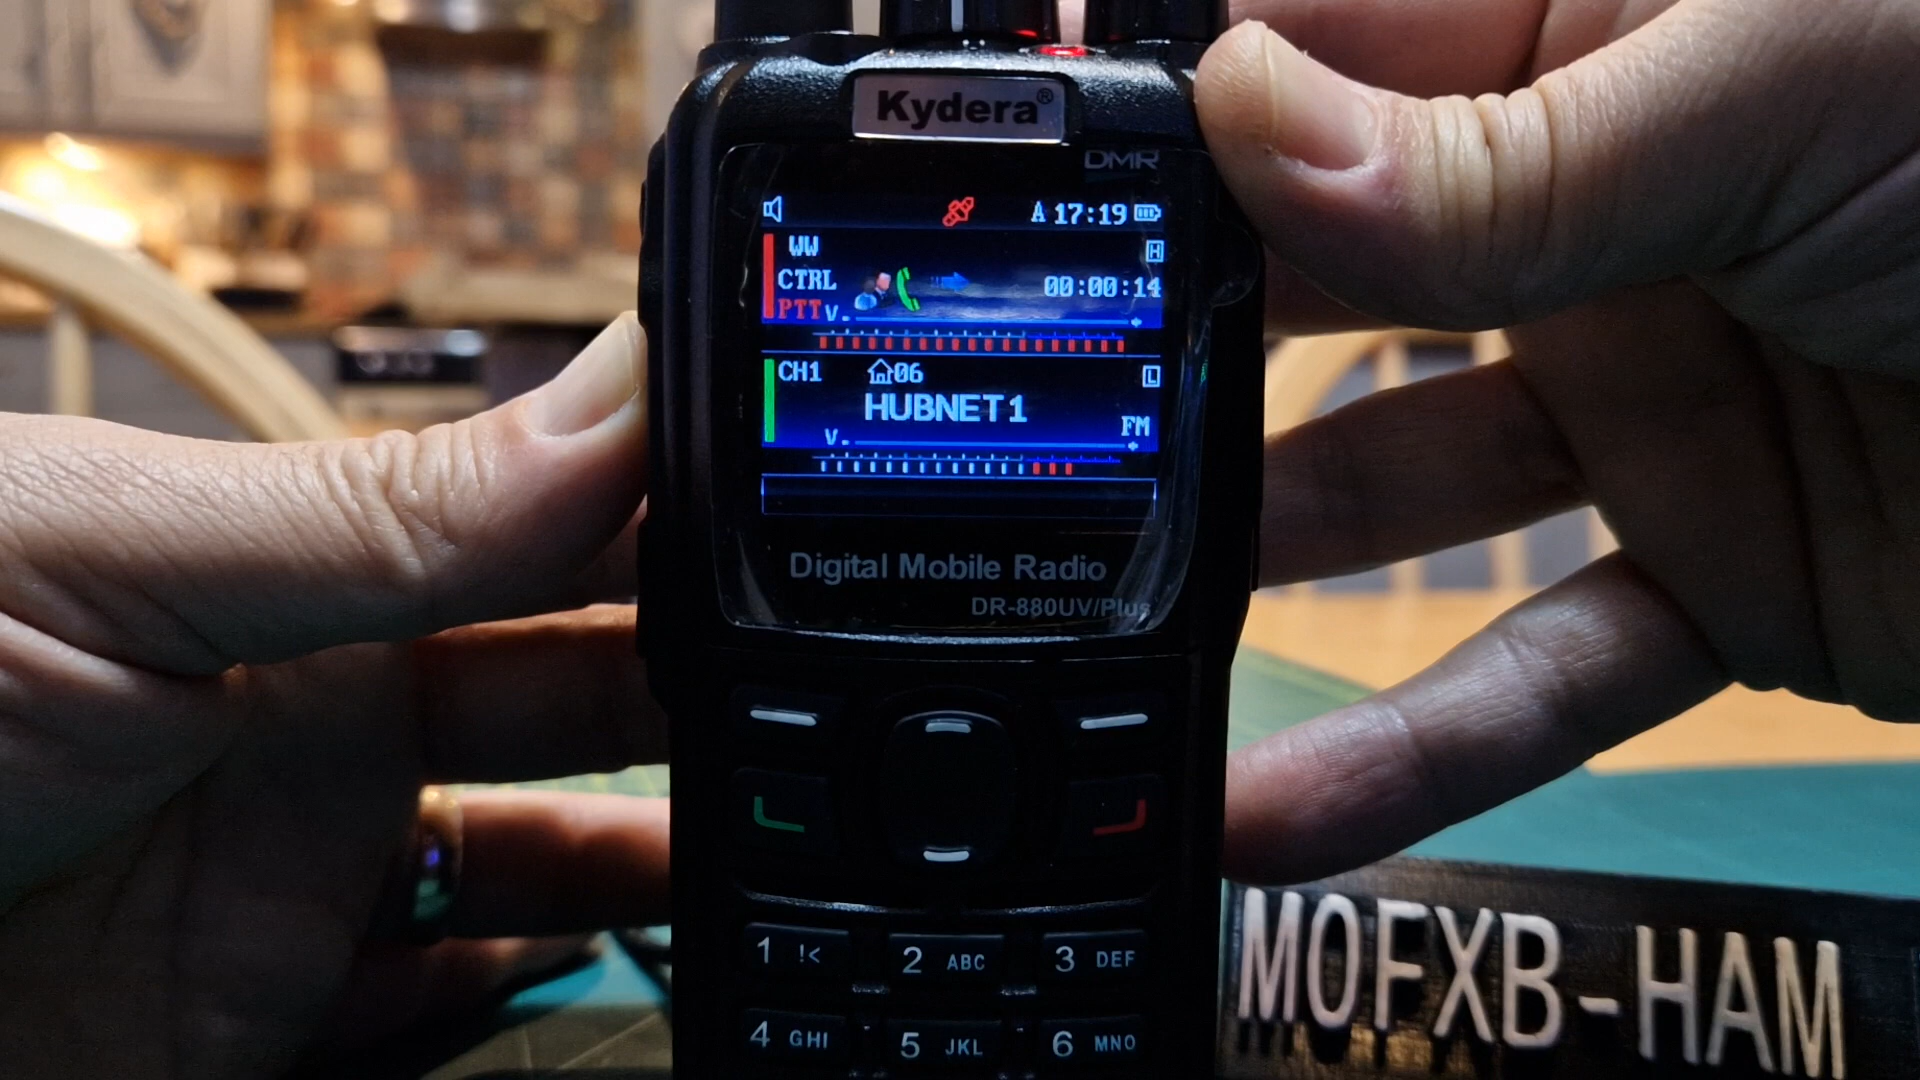 Kydera®
DMR
A 17:19
WW
H
CTRL
00:00:14
PTT
V. +
CH1 06
L
HUBNET1
FM
V. +
Digital Mobile Radio
DR-880UV/Plus
1 !<
2 ABC
3 DEF
4 GHI
5 JKL
6 MNO
M0FXB-HAM